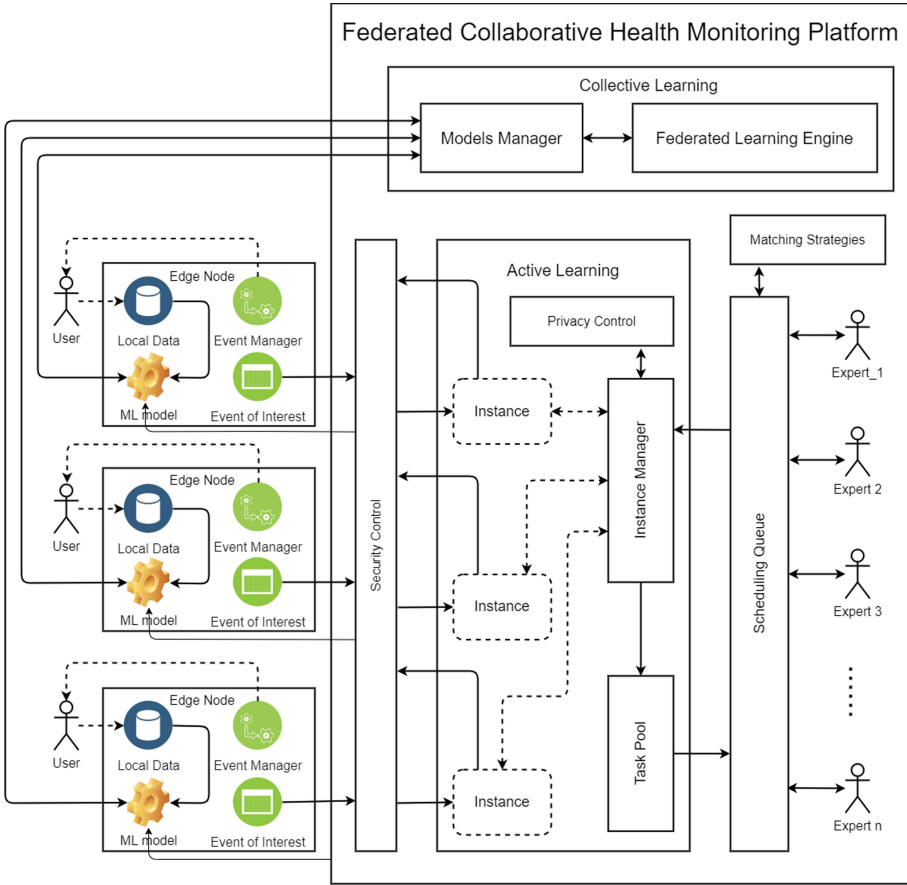 Federated Collaborative Health Monitoring Platform
Collective Learning
Models Manager
Federated Learning Engine
Matching Strategies
Active Learning
Privacy Control
Edge Node
User
Local Data
Event Manager
ML model
Event of Interest
Instance
Expert_1
Edge Node
User
Local Data
Event Manager
ML model
Event of Interest
Instance
Expert 2
Edge Node
User
Local Data
Event Manager
ML model
Event of Interest
Instance
Expert 3
Security Control
Instance Manager
Task Pool
Scheduling Queue
Expert n